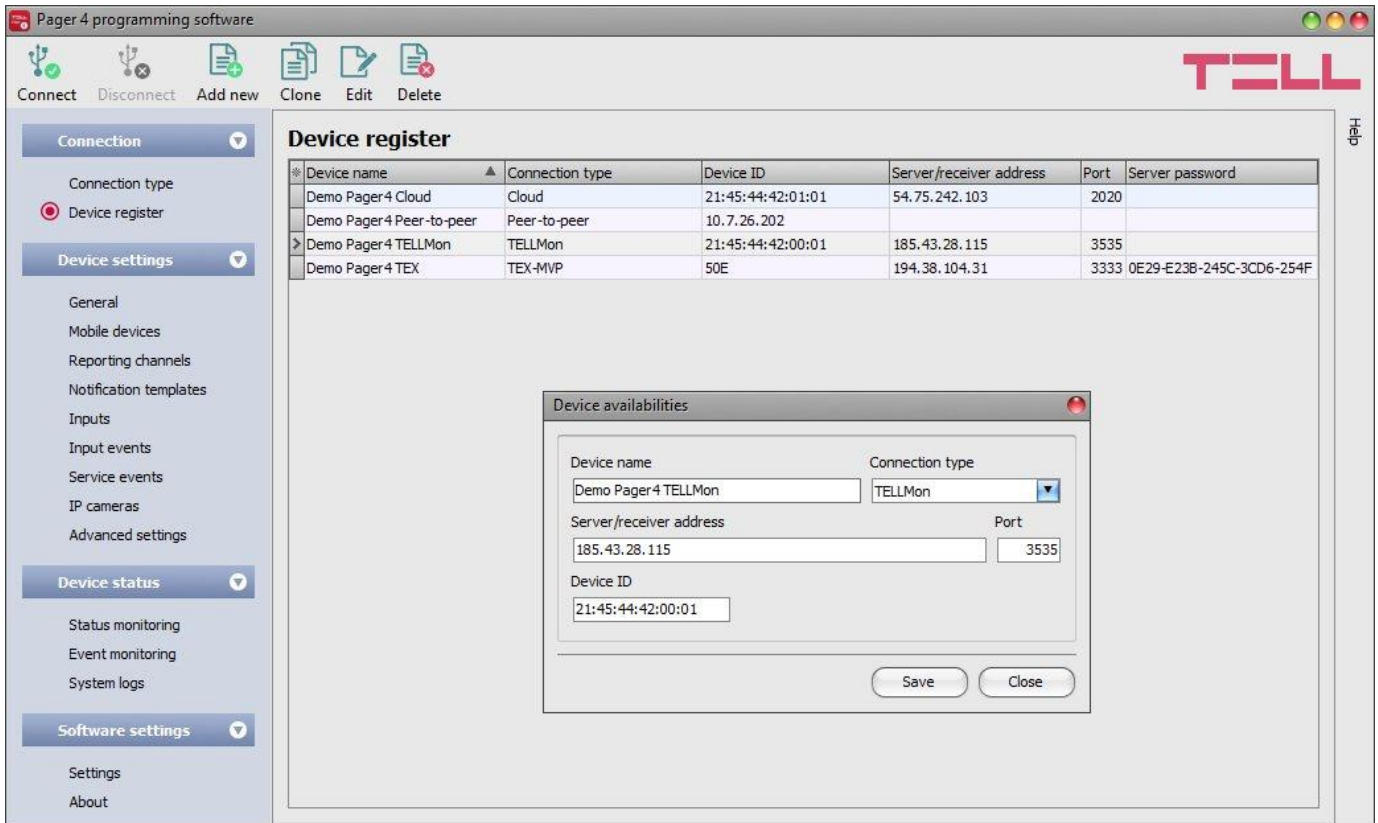 Pager 4 programming software
Connect Disconnect Add new Clone Edit Delete
TELL
Help
Connection
Connection type
Device register
Device settings
General
Mobile devices
Reporting channels
Notification templates
Inputs
Input events
Service events
IP cameras
Advanced settings
Device status
Status monitoring
Event monitoring
System logs
Software settings
Settings
About
Device register
Device name Connection type Device ID Server/receiver address Port Server password
Demo Pager4 Cloud Cloud 21:45:44:42:01:01 54.75.242.103 2020
Demo Pager4 Peer-to-peer Peer-to-peer 10.7.26.202
Demo Pager4 TELLMon TELLMon 21:45:44:42:00:01 185.43.28.115 3535
Demo Pager4 TEX TEX-MVP 50E 194.38.104.31 3333 0E29-E23B-245C-3CD6-254F
Device availabilities
Device name Connection type
Demo Pager4 TELLMon TELLMon
Server/receiver address Port
185.43.28.115 3535
Device ID
21:45:44:42:00:01
Save Close